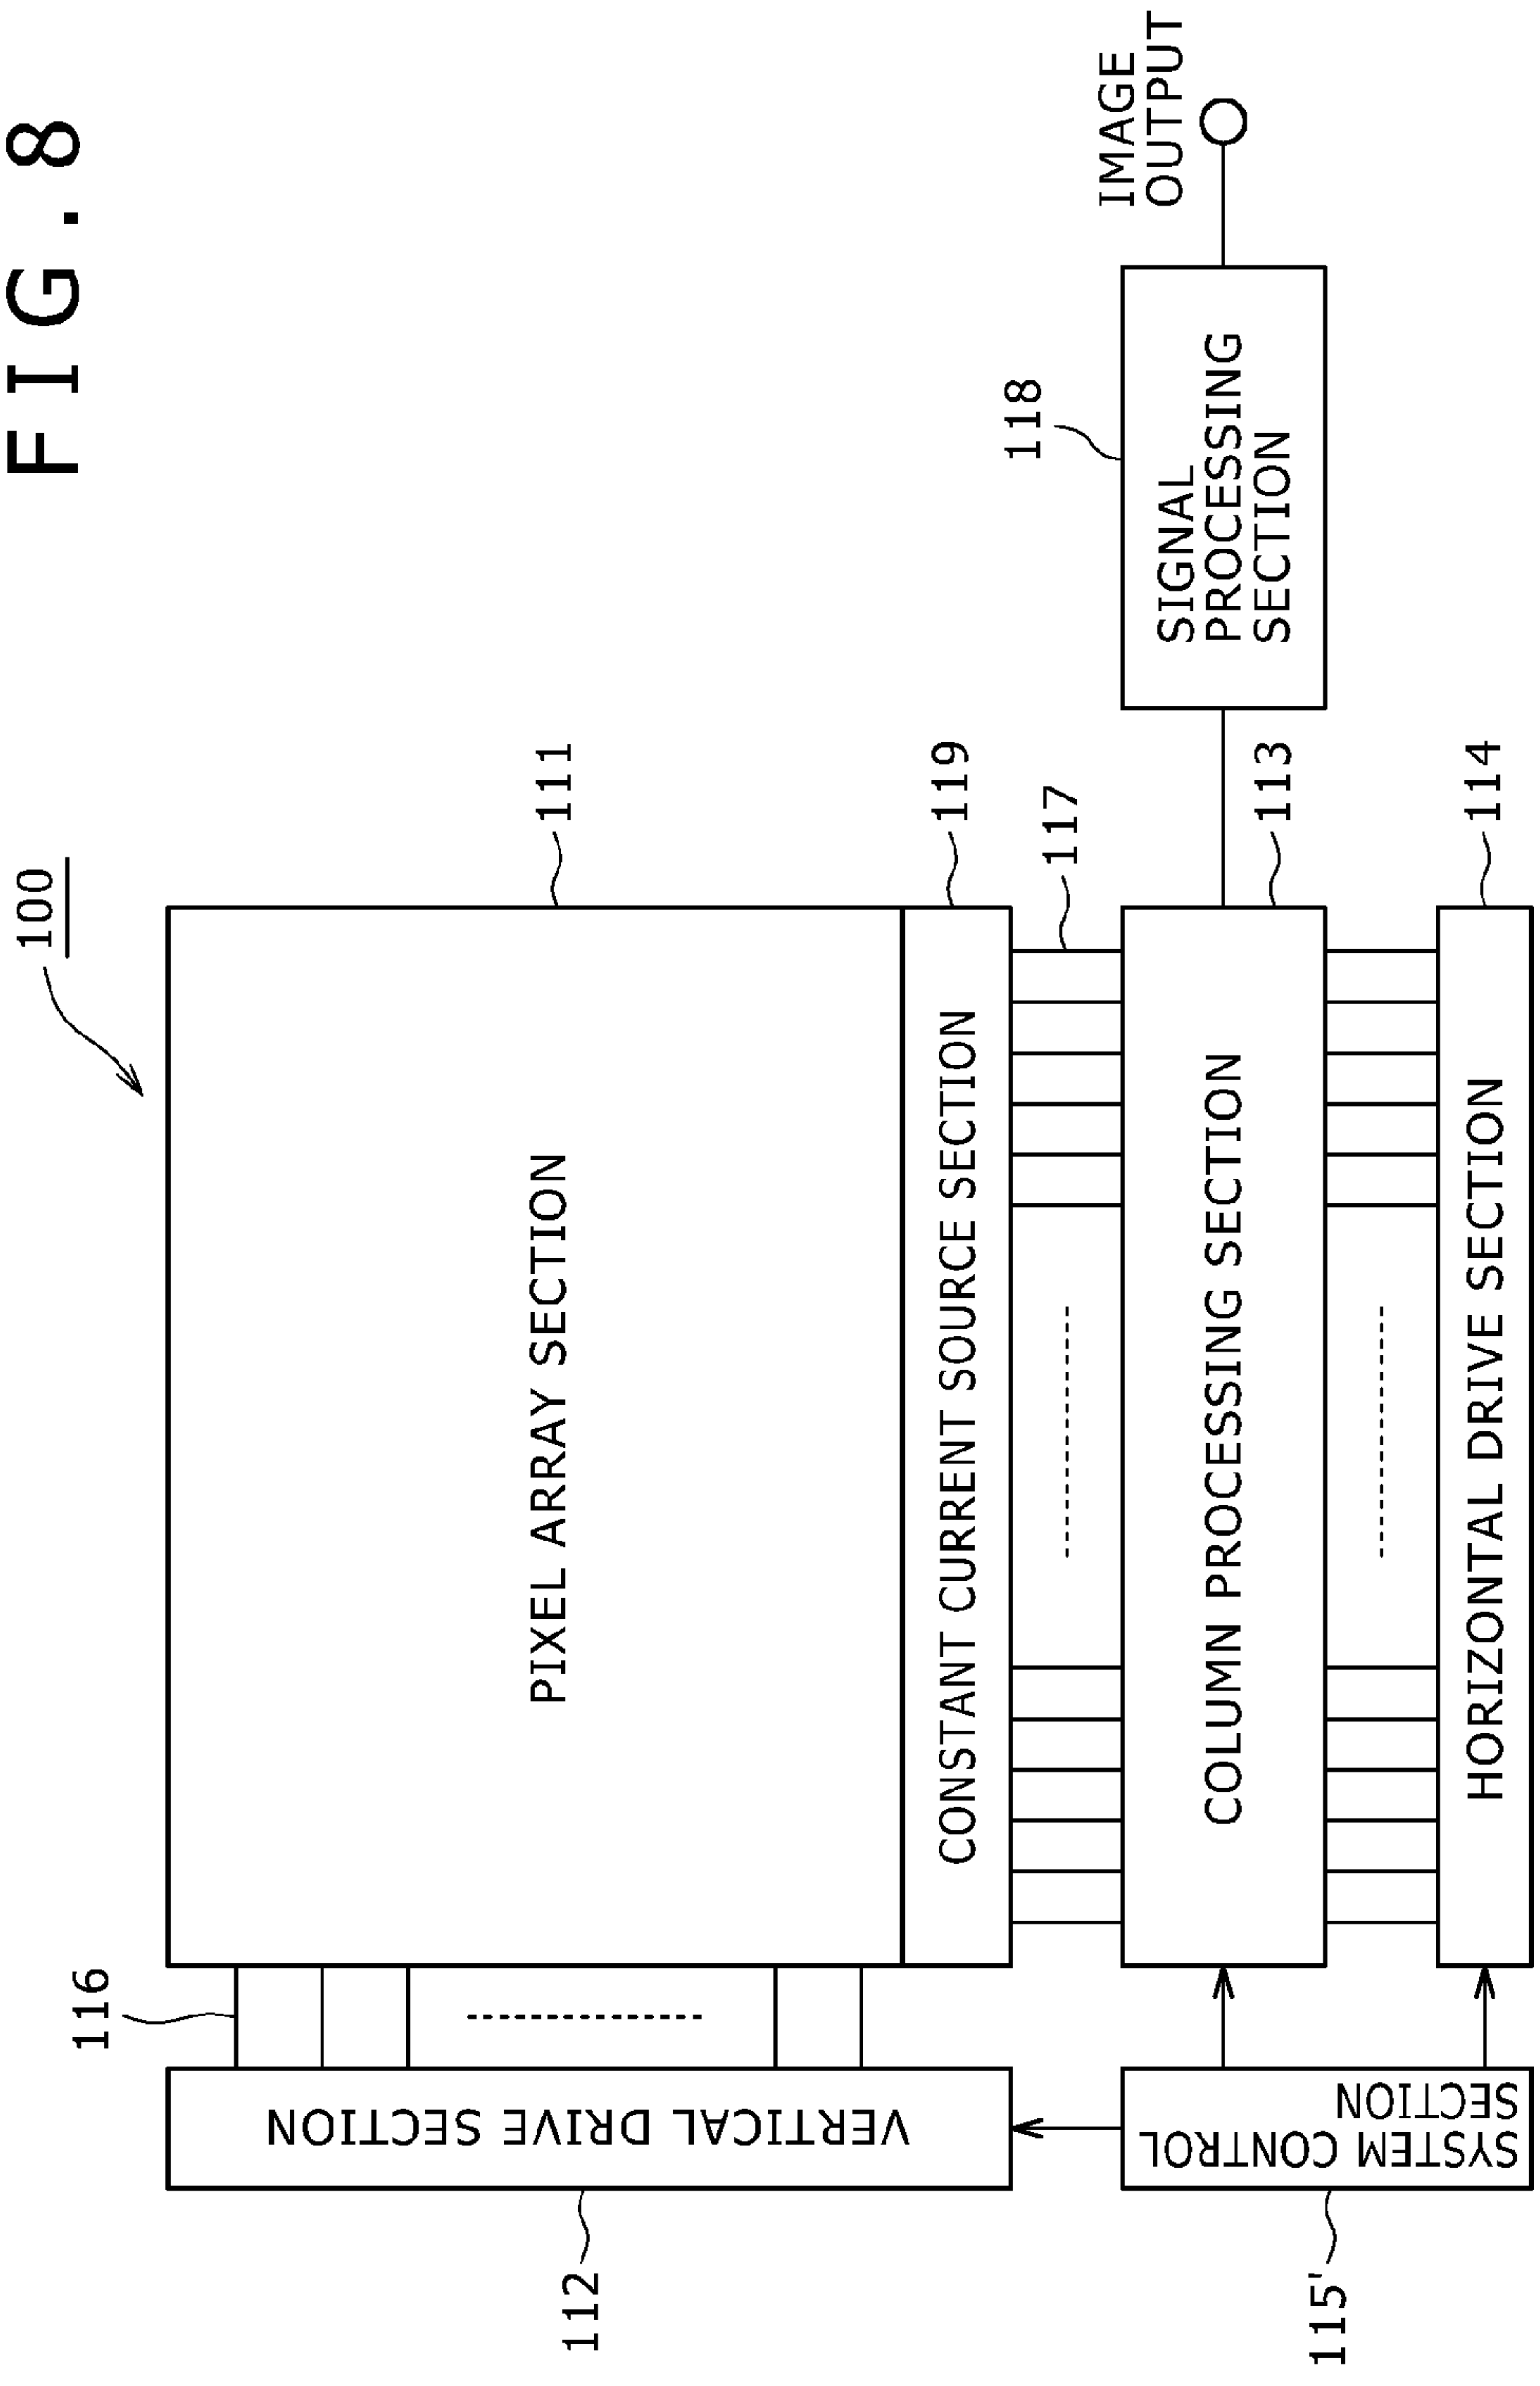 FIG.8
100
116
PIXEL ARRAY SECTION
111
VERTICAL DRIVE SECTION
112
CONSTANT CURRENT SOURCE SECTION
119
117
118
IMAGE
OUTPUT
SIGNAL
PROCESSING
SECTION
COLUMN PROCESSING SECTION
113
SYSTEM CONTROL
SECTION
115'
HORIZONTAL DRIVE SECTION
114